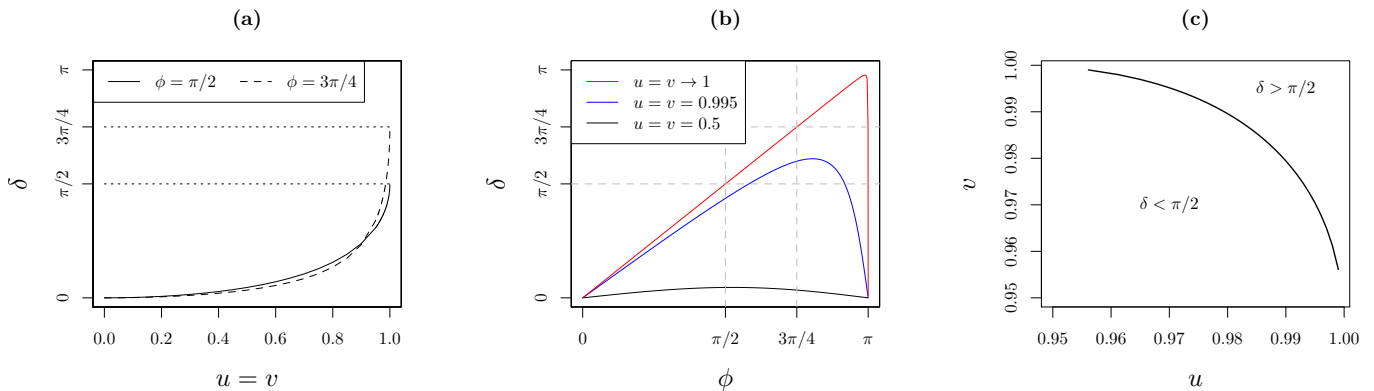 (a)
φ = π/2
φ = 3π/4
0
π/2
3π/4
π
δ
0.0 0.2 0.4 0.6 0.8 1.0
u = v
(b)
u = v → 1
u = v = 0.995
u = v = 0.5
0
π/2
3π/4
π
δ
0 π/2 3π/4 π
ϕ
(c)
δ > π/2
δ < π/2
0.95 0.96 0.97 0.98 0.99 1.00
v
0.95 0.96 0.97 0.98 0.99 1.00
u